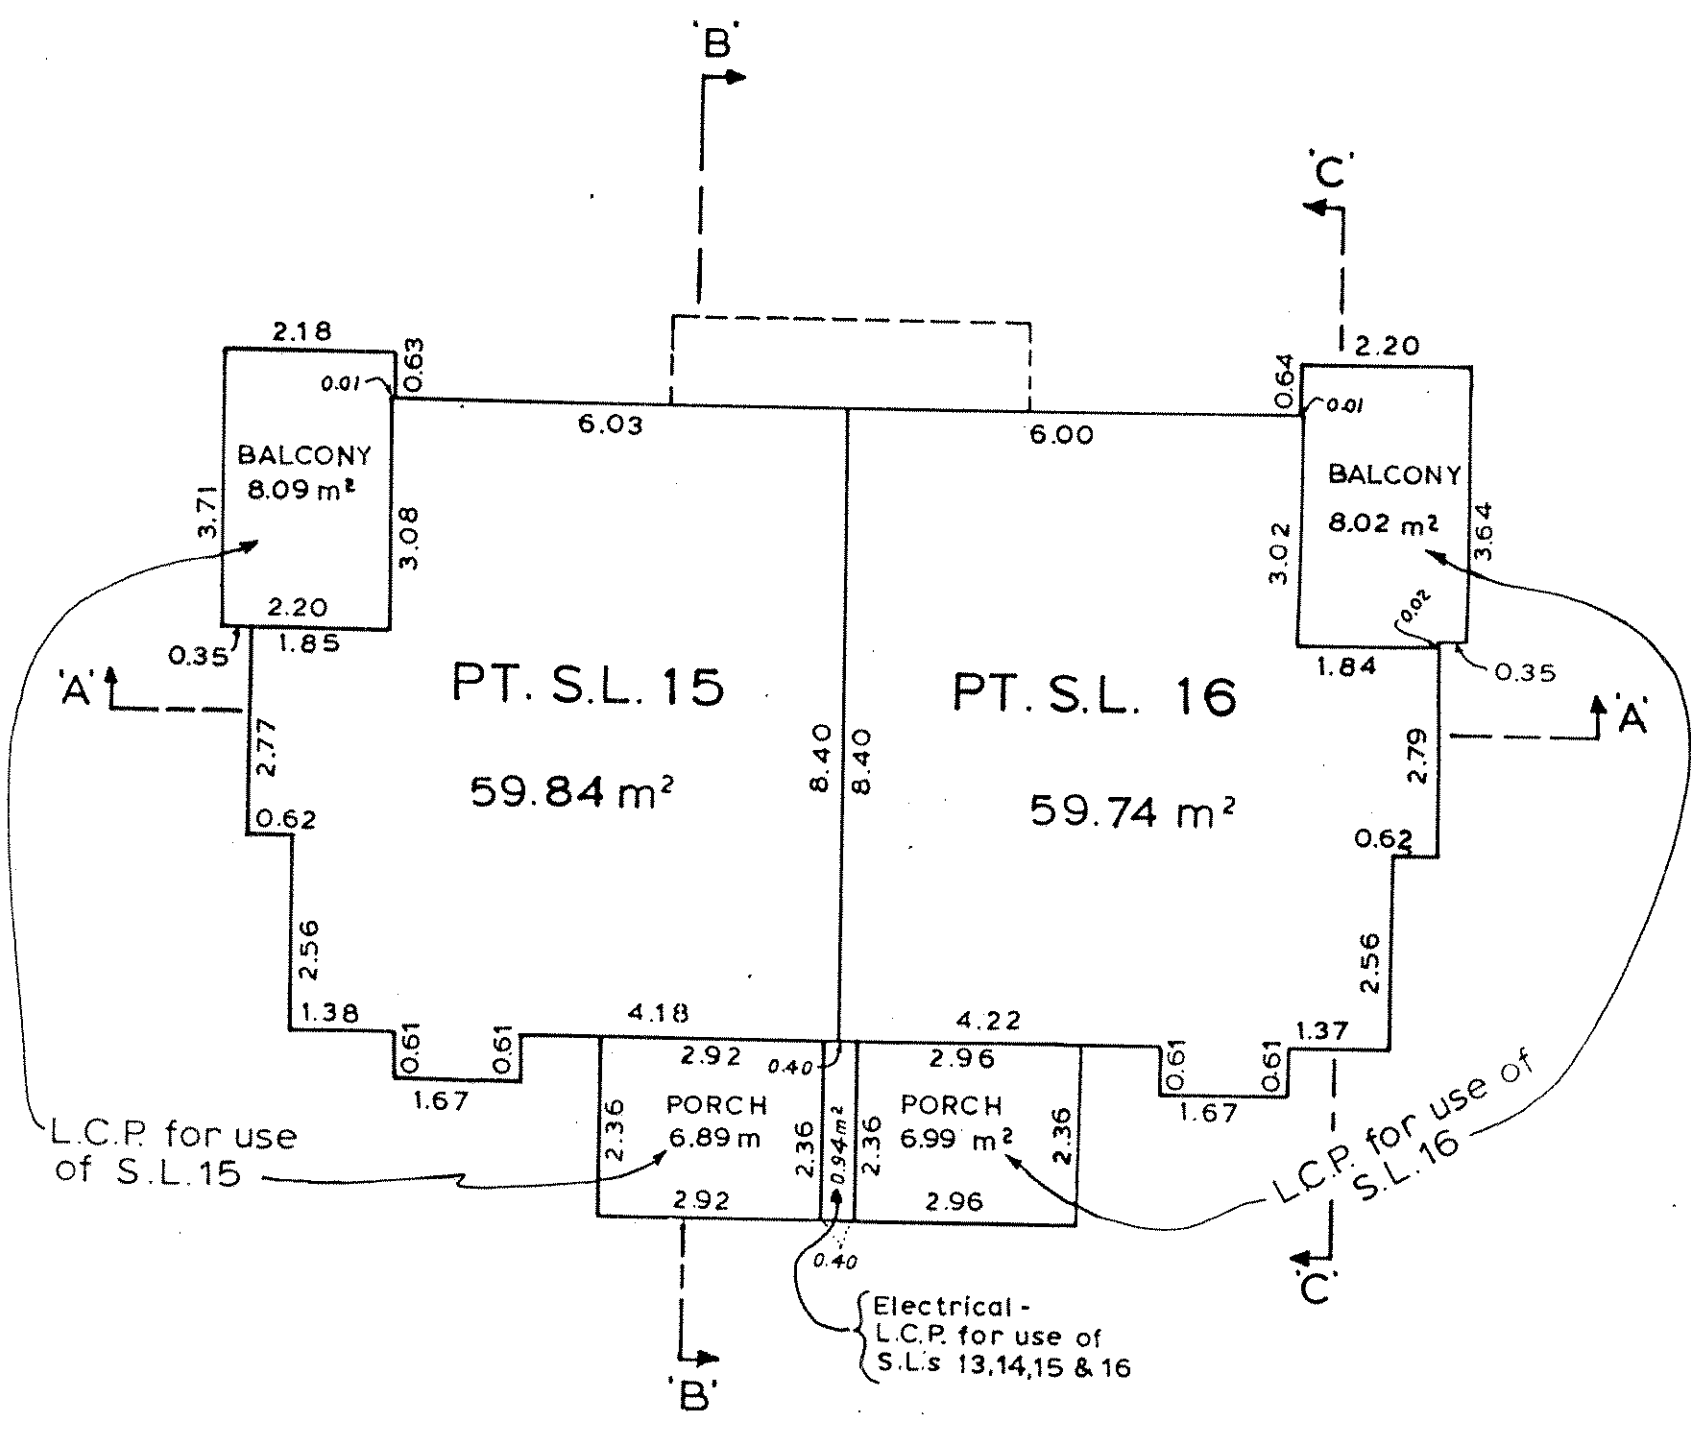 'B'
'C'
2.18
0.63
0.01
6.03
2.20
0.64
0.01
6.00
BALCONY
8.09 m²
3.71
3.08
2.20
1.85
0.35
BALCONY
8.02 m²
3.02
3.64
0.02
1.84
0.35
'A'
'A'
PT. S.L. 15
59.84 m²
PT. S.L. 16
59.74 m²
8.40
8.40
2.77
0.62
2.56
1.38
0.61
0.61
1.67
4.18
2.79
0.62
2.56
1.37
0.61
0.61
1.67
4.22
2.92
0.40
2.96
PORCH
6.89 m
2.36
2.36
2.92
0.94 m²
PORCH
6.99 m²
2.36
2.36
2.96
0.40
L.C.P. for use
of S.L.15
L.C.P. for use of
S.L.16
Electrical -
L.C.P. for use of
S.L.'s 13,14,15 & 16
'B'
'C'